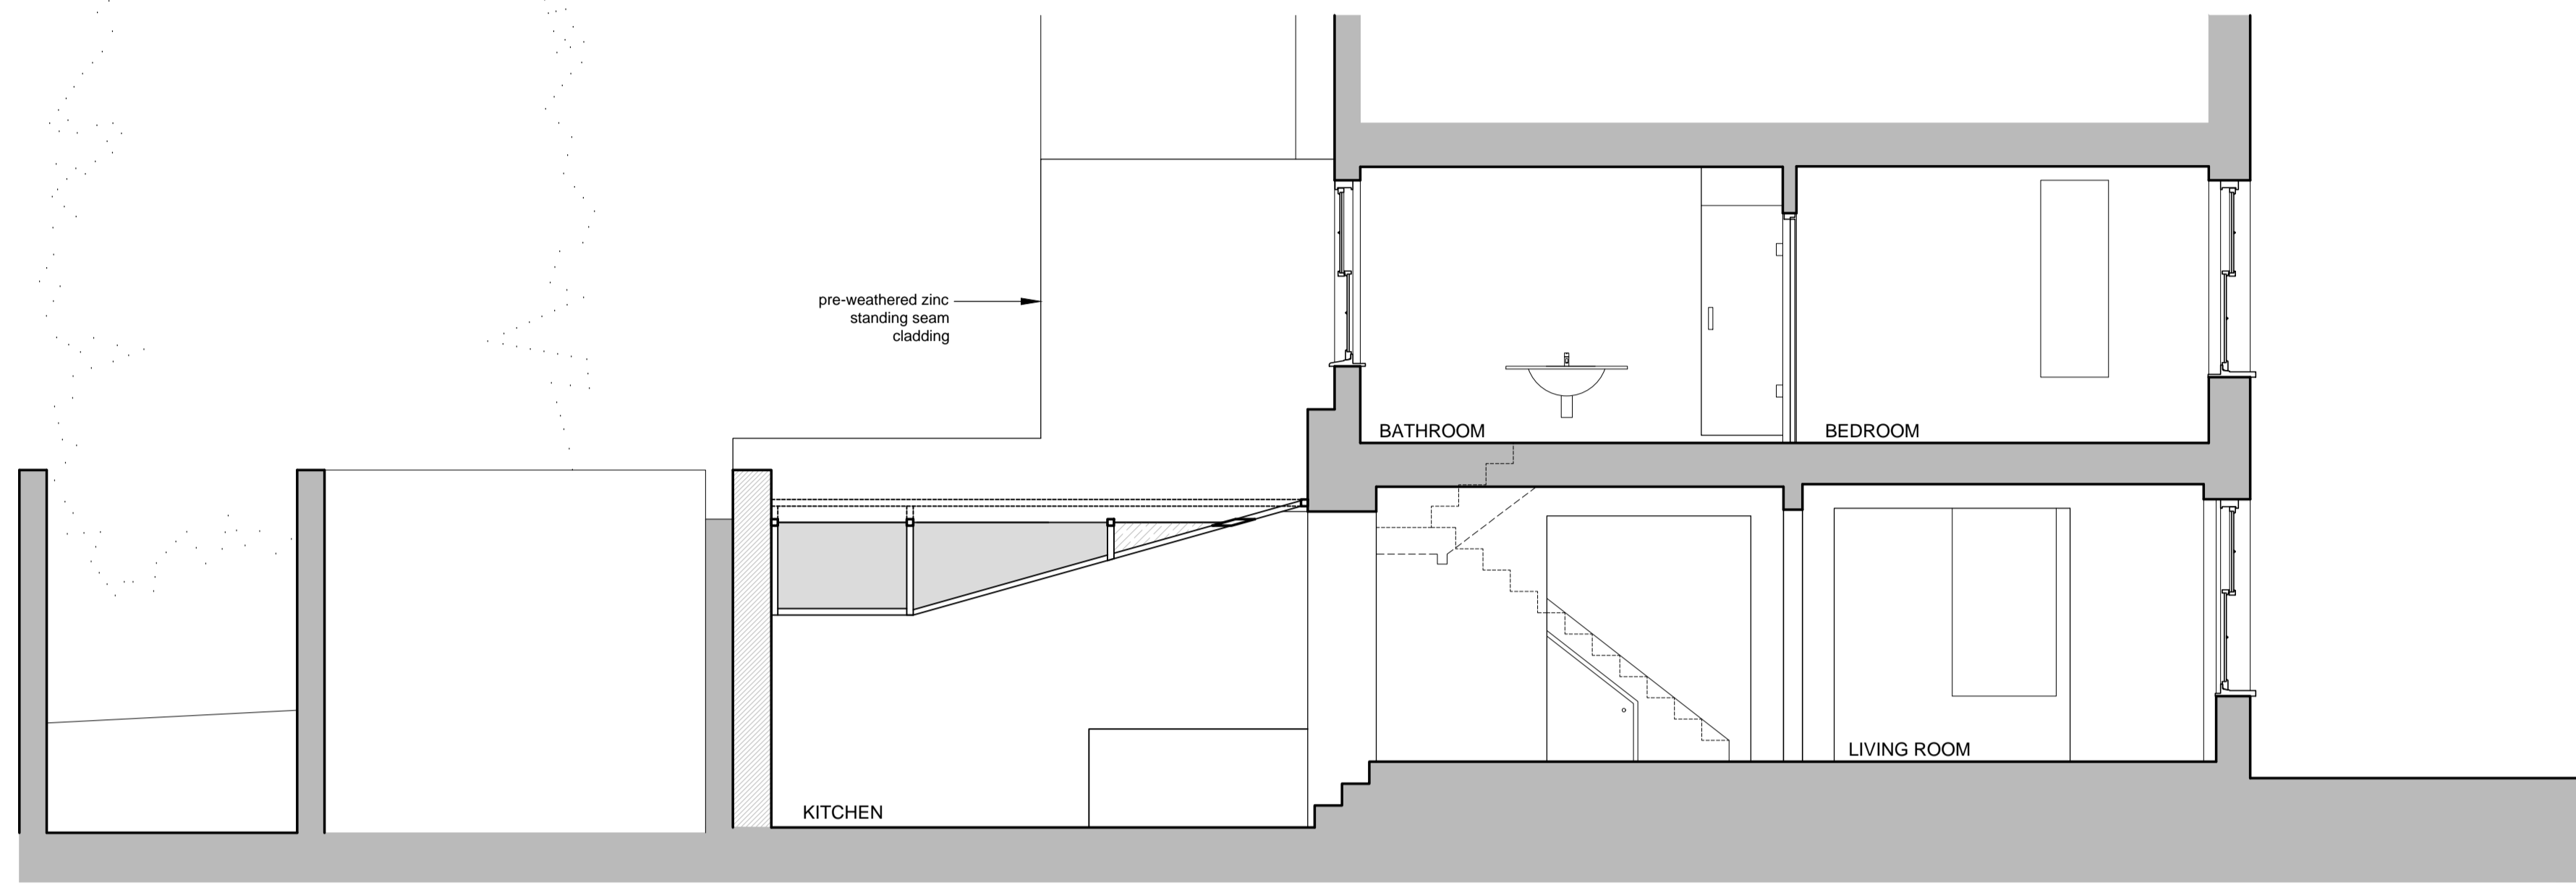 pre-weathered zinc
standing seam
cladding
BATHROOM
BEDROOM
LIVING ROOM
KITCHEN